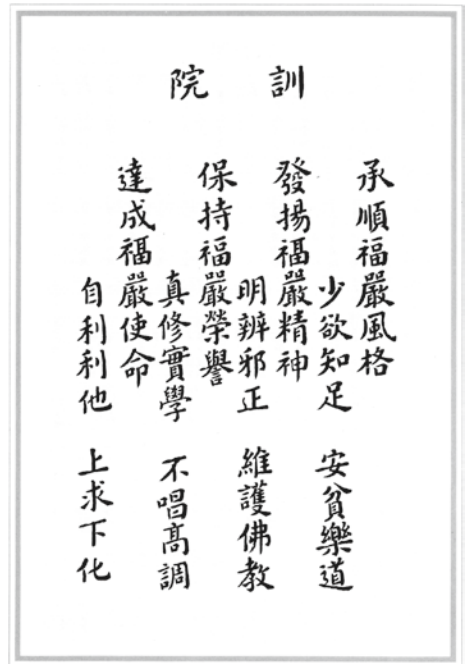 院訓
承順福嚴風格
少欲知足 安貧樂道
發揚福嚴精神
明辨邪正 維護佛教
保持福嚴榮譽
真修實學 不唱髙調
達成福嚴使命
自利利他 上求下化